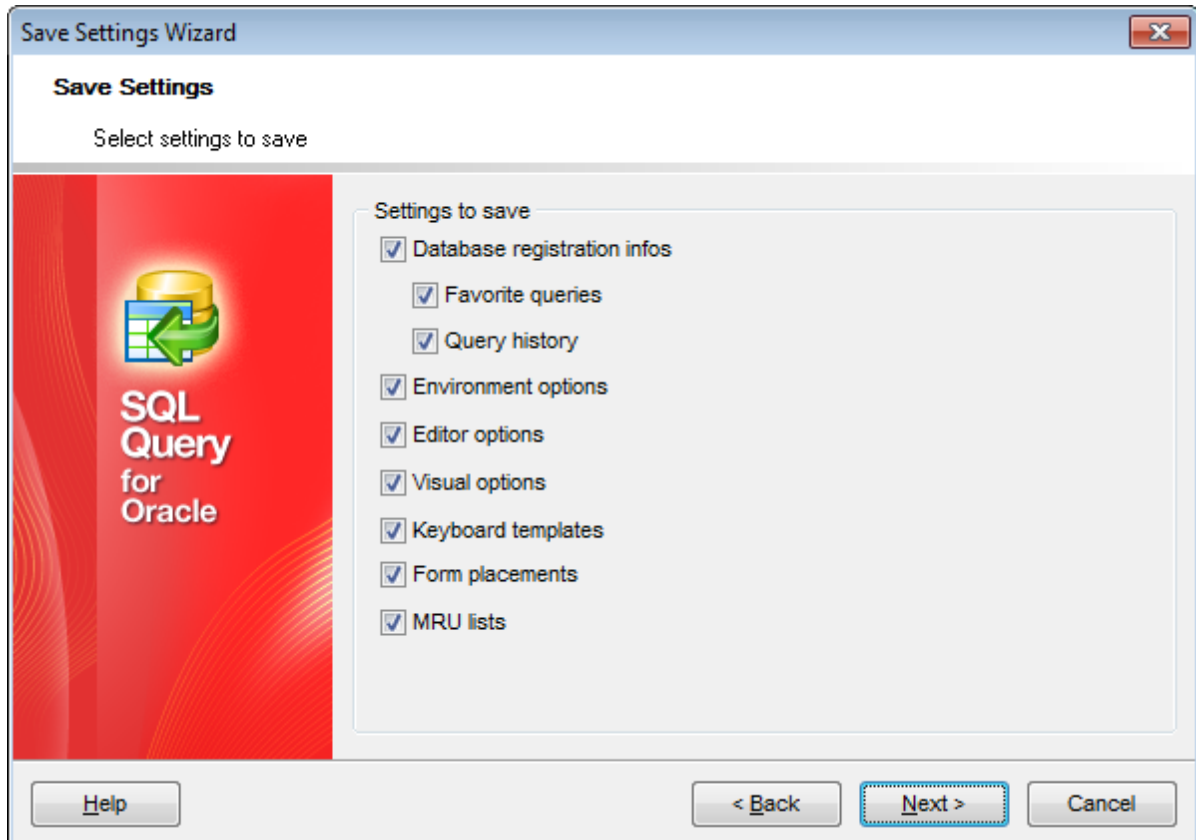 Save Settings Wizard
Save Settings
Select settings to save
SQL
Query
for
Oracle
Settings to save
Database registration infos
Favorite queries
Query history
Environment options
Editor options
Visual options
Keyboard templates
Form placements
MRU lists
Help
< Back
Next >
Cancel